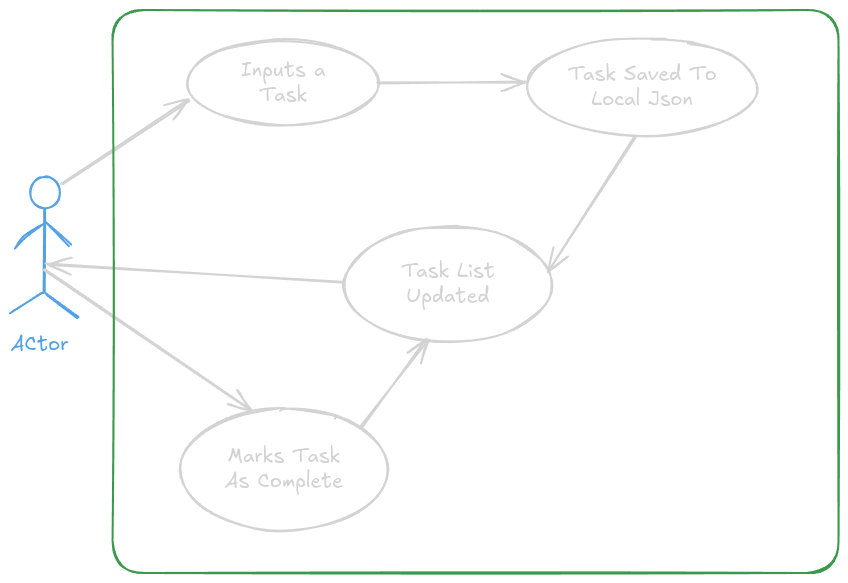 Inputs a
Task
Task Saved To
Local Json
Task List
Updated
ACtor
Marks Task
As Complete